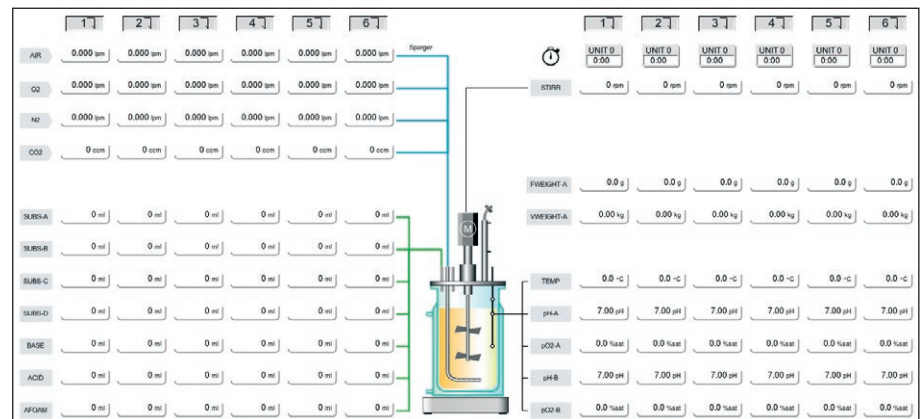 1 2 3 4 5 6 1 2 3 4 5 6
AIR 0.000 lpm 0.000 lpm 0.000 lpm 0.000 lpm 0.000 lpm 0.000 lpm Sparger UNIT 0 UNIT 0 UNIT 0 UNIT 0 UNIT 0 UNIT 0
0:00 0:00 0:00 0:00 0:00 0:00
O2 0.000 lpm 0.000 lpm 0.000 lpm 0.000 lpm 0.000 lpm 0.000 lpm STIRR 0 rpm 0 rpm 0 rpm 0 rpm 0 rpm 0 rpm
N2 0.000 lpm 0.000 lpm 0.000 lpm 0.000 lpm 0.000 lpm 0.000 lpm
CO2 0 ccm 0 ccm 0 ccm 0 ccm 0 ccm 0 ccm
FWEIGHT-A 0.0 g 0.0 g 0.0 g 0.0 g 0.0 g 0.0 g
SUBS-A 0 ml 0 ml 0 ml 0 ml 0 ml 0 ml VWEIGHT-A 0.00 kg 0.00 kg 0.00 kg 0.00 kg 0.00 kg 0.00 kg
M
SUBS-B 0 ml 0 ml 0 ml 0 ml 0 ml 0 ml
SUBS-C 0 ml 0 ml 0 ml 0 ml 0 ml 0 ml TEMP 0.0 °C 0.0 °C 0.0 °C 0.0 °C 0.0 °C 0.0 °C
SUBS-D 0 ml 0 ml 0 ml 0 ml 0 ml 0 ml pH-A 7.00 pH 7.00 pH 7.00 pH 7.00 pH 7.00 pH 7.00 pH
BASE 0 ml 0 ml 0 ml 0 ml 0 ml 0 ml pO2-A 0.0 %sat 0.0 %sat 0.0 %sat 0.0 %sat 0.0 %sat 0.0 %sat
ACID 0 ml 0 ml 0 ml 0 ml 0 ml 0 ml pH-B 7.00 pH 7.00 pH 7.00 pH 7.00 pH 7.00 pH 7.00 pH
AFOAM 0 ml 0 ml 0 ml 0 ml 0 ml 0 ml pO2-B 0.0 %sat 0.0 %sat 0.0 %sat 0.0 %sat 0.0 %sat 0.0 %sat